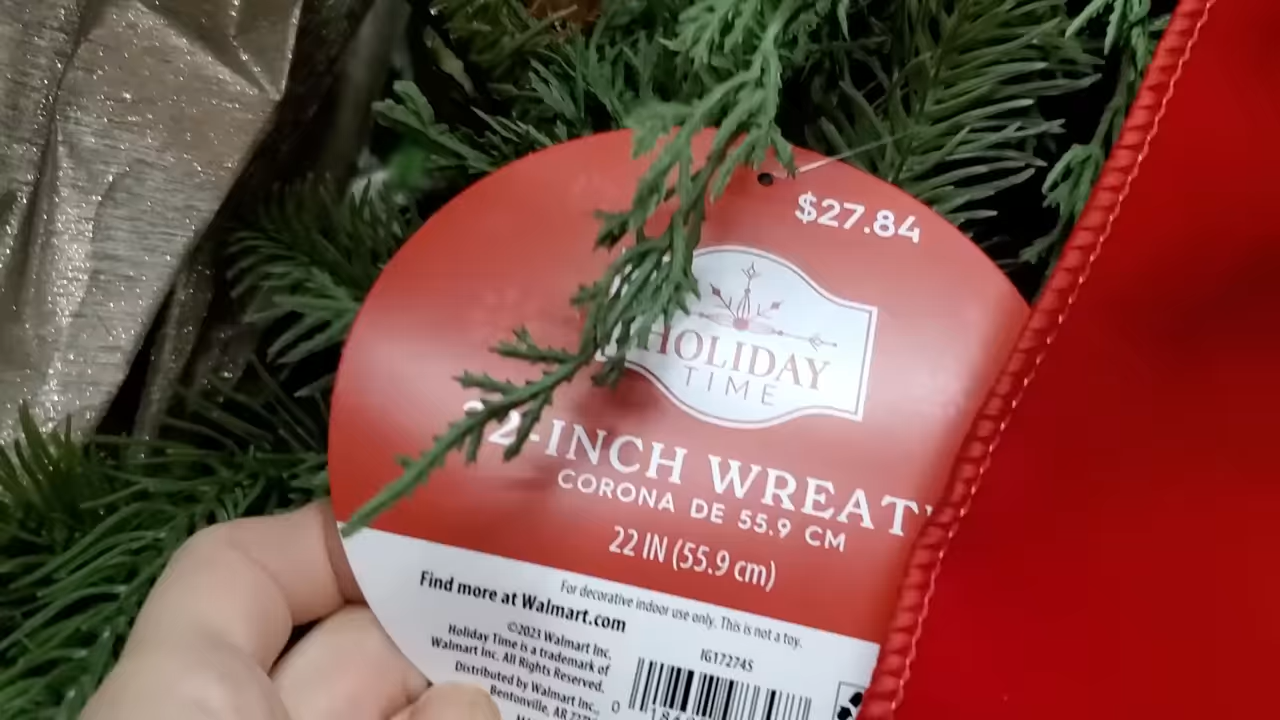 $27.84
HOLIDAY
TIME
22-INCH WREAT
CORONA DE 55.9 CM
22 IN (55.9 cm)
For decorative indoor use only. This is not a toy.
Find more at Walmart.com
©2023 Walmart Inc.
Holiday Time is a trademark of
Walmart Inc. All Rights Reserved.
Distributed by Walmart Inc.,
Bentonville, AR
IG172745
0